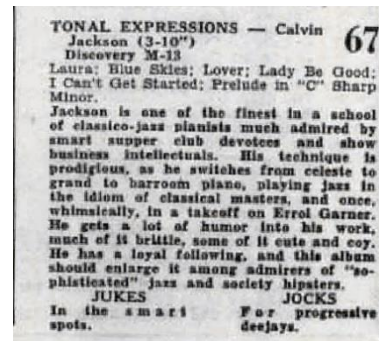 TONAL EXPRESSIONS — Calvin 67
Jackson (3-10")
Discovery M-13
Laura; Blue Skies; Lover; Lady Be Good;
I Can't Get Started; Prelude in "C" Sharp
Minor.
Jackson is one of the finest in a school
of classico-jazz pianists much admired by
smart supper club devotees and show
business intellectuals. His technique is
prodigious, as he switches from celeste to
grand to barroom piano, playing jazz in
the idiom of classical masters, and once,
whimsically, in a takeoff on Errol Garner.
He gets a lot of humor into his work,
much of it brittle, some of it cute and coy.
He has a loyal following, and this album
should enlarge it among admirers of "so-
phisticated" jazz and society hipsters.
JUKES JOCKS
In the smart For progressive
spots. deejays.